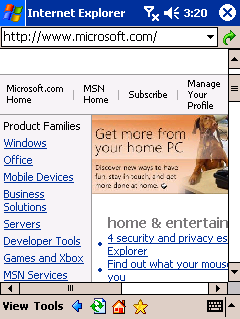 Internet Explorer 3:20
http://www.microsoft.com/
Microsoft.com Home
MSN Home
Subscribe
Manage Your Profile
Product Families
Windows
Office
Mobile Devices
Business
Solutions
Servers
Developer Tools
Games and Xbox
MSN Services
Get more from
your home PC
Discover new ways to have
fun, stay in touch, and get
more done at home.
home & entertain
4 security and privacy es
Explorer
Find out what your mouse
you
View Tools